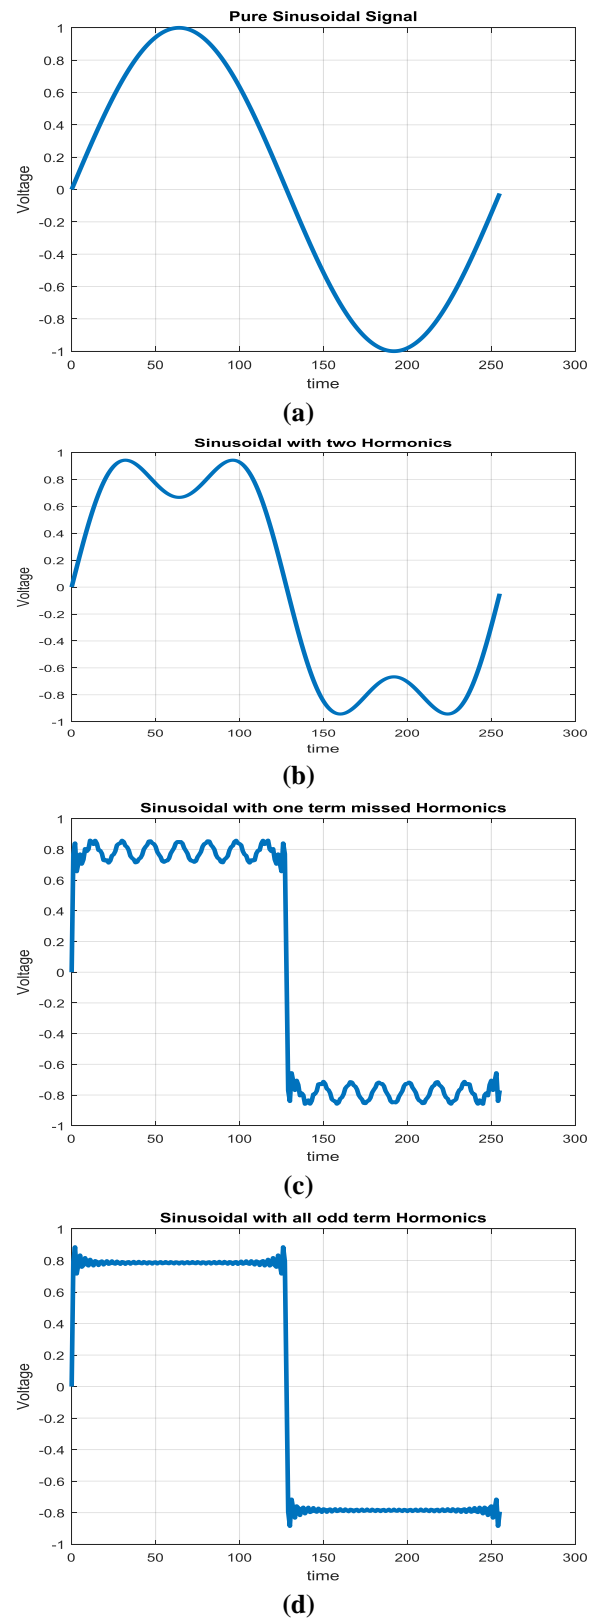 Pure Sinusoidal Signal
1
0.8
0.6
0.4
0.2
0
-0.2
-0.4
-0.6
-0.8
-1
Voltage
0 50 100 150 200 250 300
time
(a)
Sinusoidal with two Hormonics
1
0.8
0.6
0.4
0.2
0
-0.2
-0.4
-0.6
-0.8
-1
Voltage
0 50 100 150 200 250 300
time
(b)
Sinusoidal with one term missed Hormonics
1
0.8
0.6
0.4
0.2
0
-0.2
-0.4
-0.6
-0.8
-1
Voltage
0 50 100 150 200 250 300
time
(c)
Sinusoidal with all odd term Hormonics
1
0.8
0.6
0.4
0.2
0
-0.2
-0.4
-0.6
-0.8
-1
Voltage
0 50 100 150 200 250 300
time
(d)